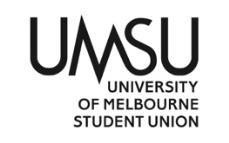 UMSU
UNIVERSITY
OF MELBOURNE
STUDENT UNION